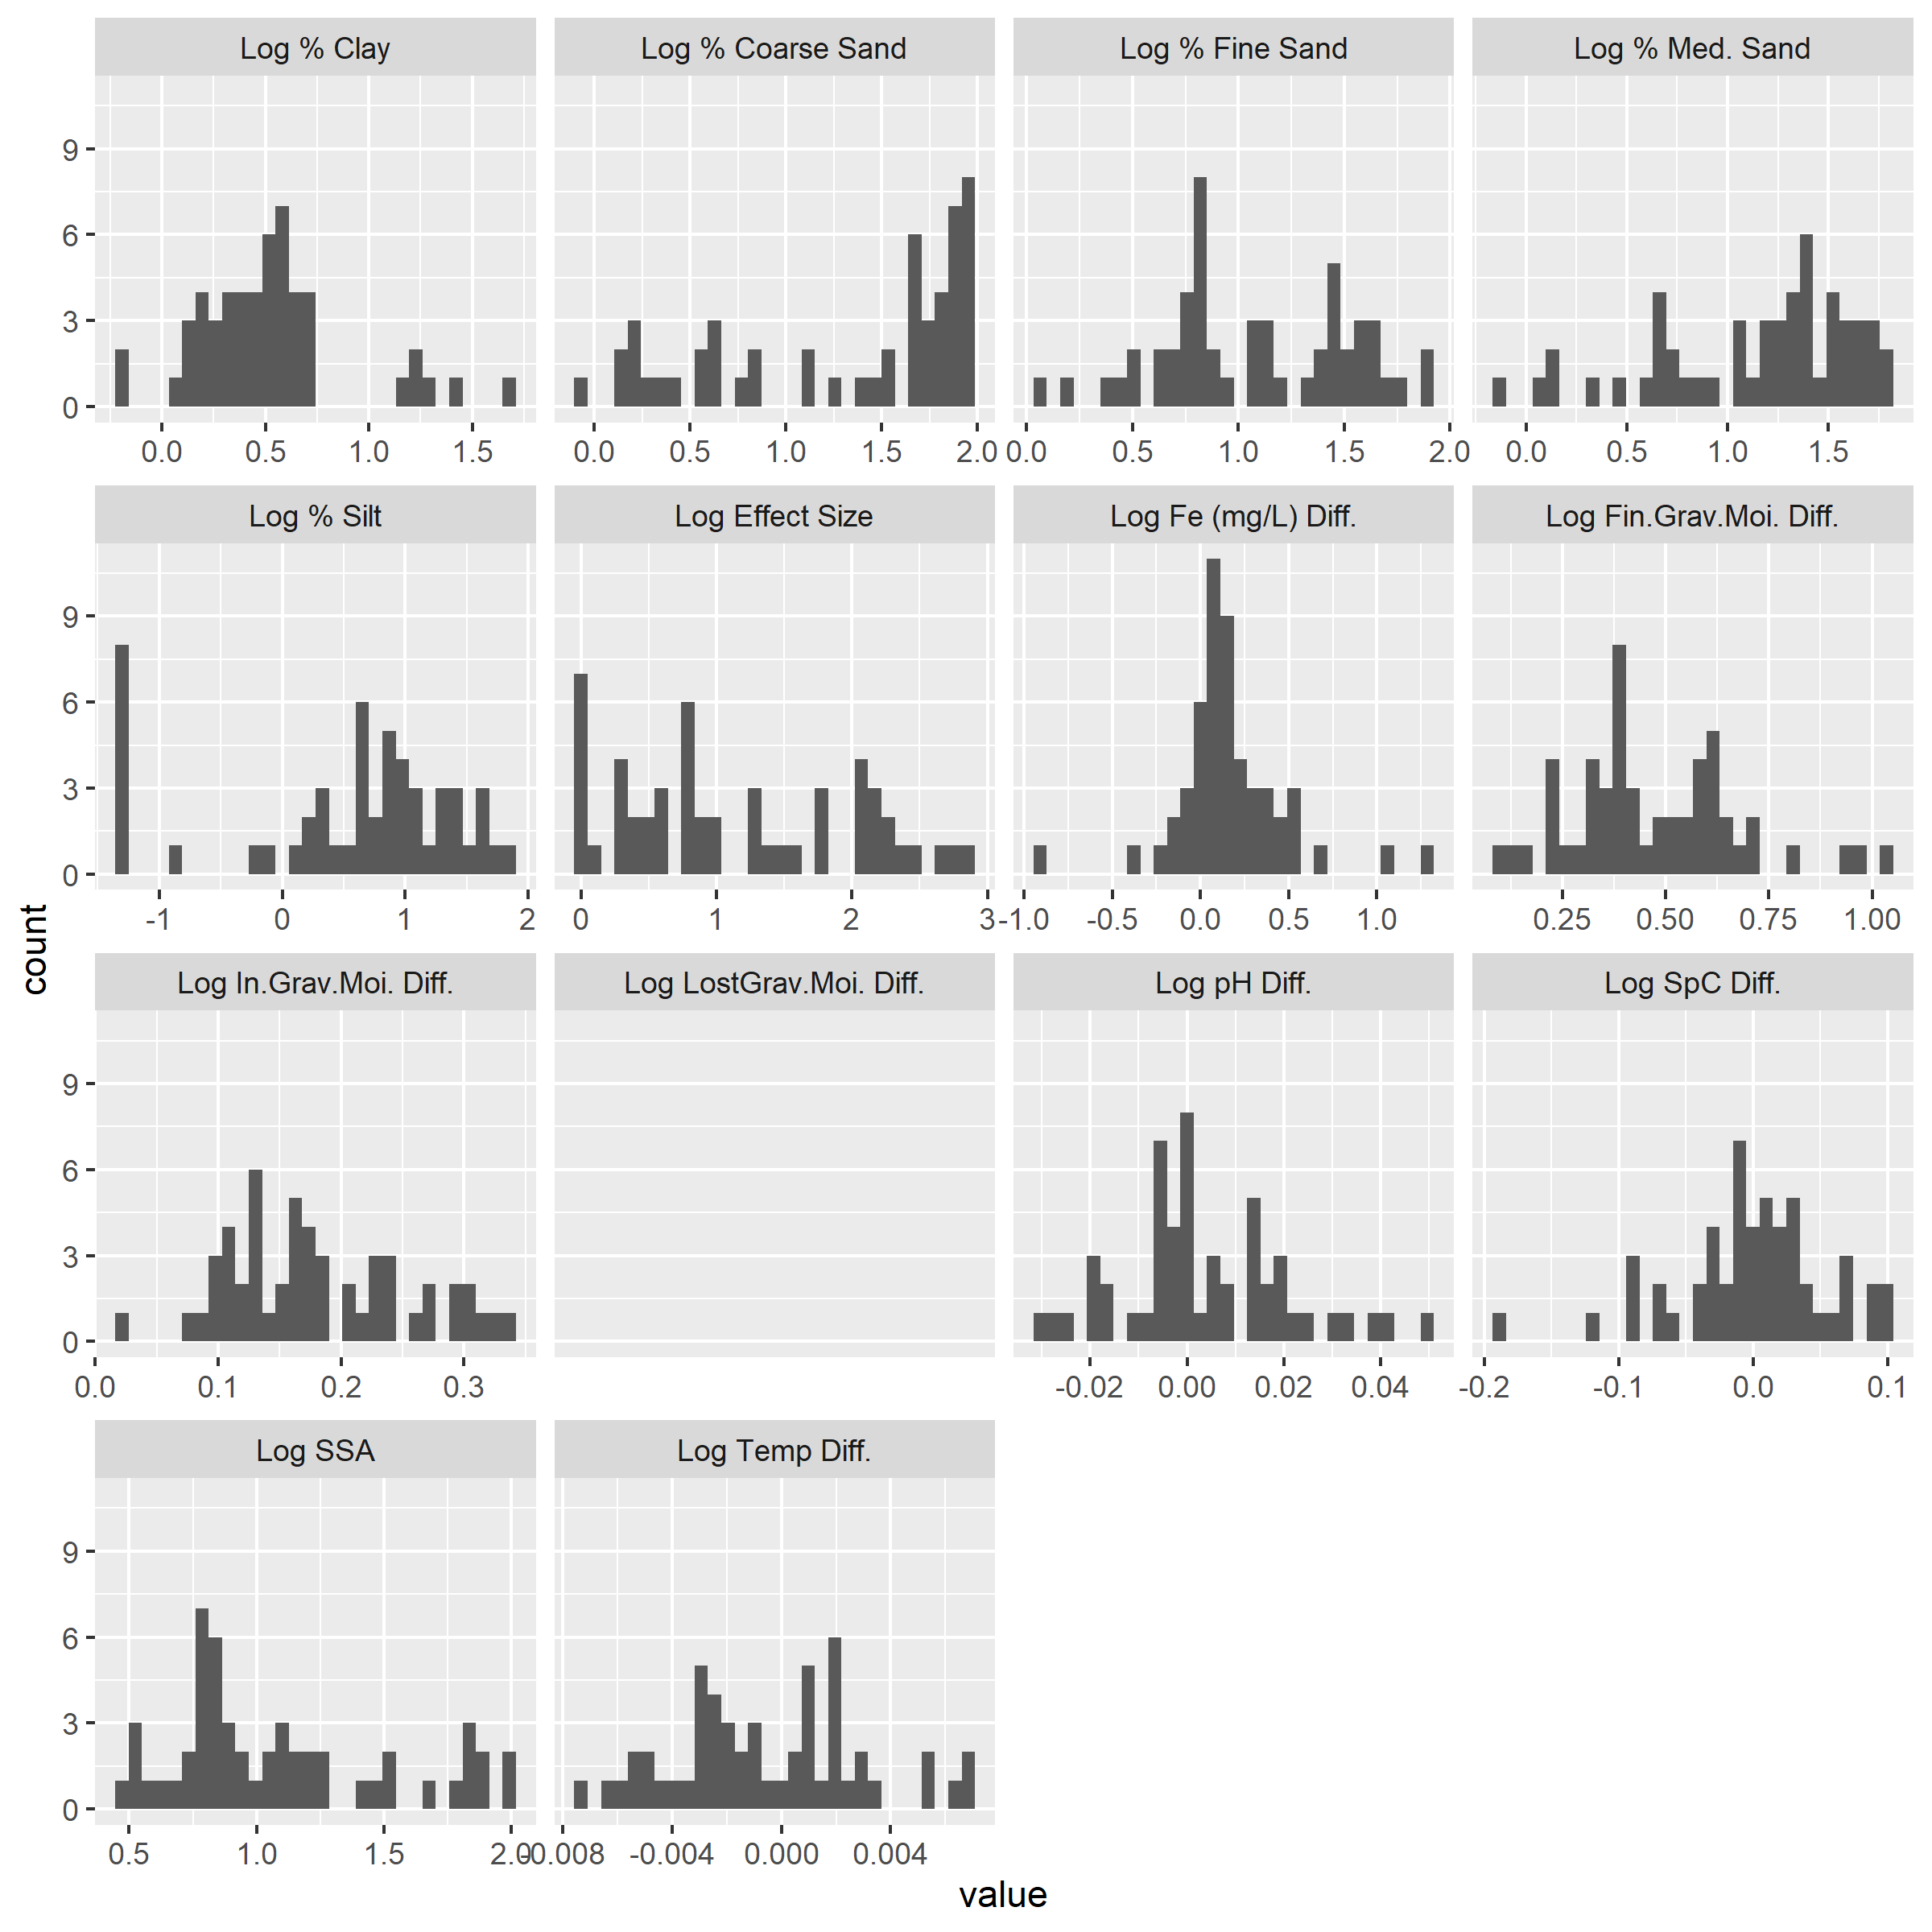 Log % Clay Log % Coarse Sand Log % Fine Sand Log % Med. Sand
9
6
3
0
0.0 0.5 1.0 1.5 0.0 0.5 1.0 1.5 2.0 0.0 0.5 1.0 1.5 2.0 0.0 0.5 1.0 1.5
Log % Silt Log Effect Size Log Fe (mg/L) Diff. Log Fin.Grav.Moi. Diff.
9
6
3
0
-1 0 1 2 0 1 2 3 -1.0 -0.5 0.0 0.5 1.0 0.25 0.50 0.75 1.00
count
Log In.Grav.Moi. Diff. Log LostGrav.Moi. Diff. Log pH Diff. Log SpC Diff.
9
6
3
0
0.0 0.1 0.2 0.3 -0.02 0.00 0.02 0.04 -0.2 -0.1 0.0 0.1
Log SSA Log Temp Diff.
9
6
3
0
0.5 1.0 1.5 2.0 -0.008 -0.004 0.000 0.004
value